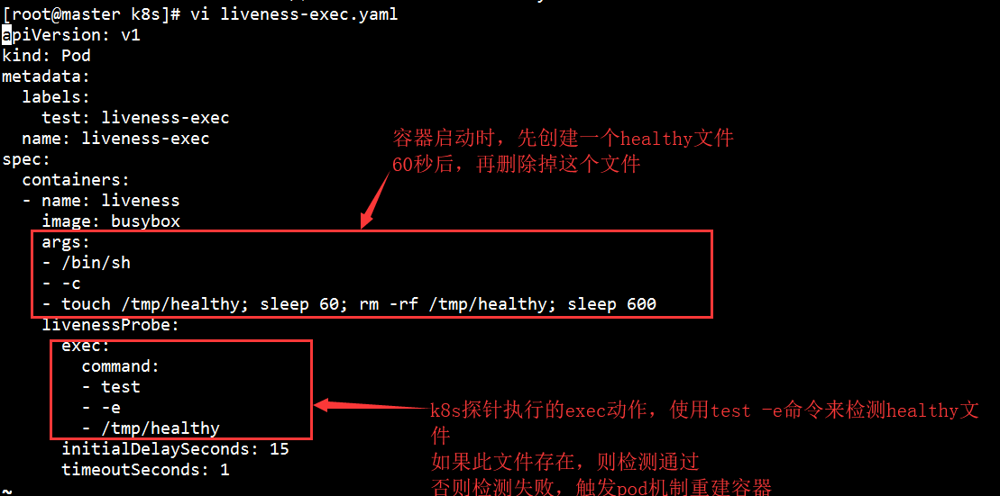 [root@master k8s]# vi liveness-exec.yaml
apiVersion: v1
kind: Pod
metadata:
  labels:
    test: liveness-exec
  name: liveness-exec
spec:
  containers:
  - name: liveness
    image: busybox
    args:
    - /bin/sh
    - -c
    - touch /tmp/healthy; sleep 60; rm -rf /tmp/healthy; sleep 600
    livenessProbe:
      exec:
        command:
        - test
        - -e
        - /tmp/healthy
      initialDelaySeconds: 15
      timeoutSeconds: 1
~
容器启动时，先创建一个healthy文件
60秒后，再删除掉这个文件
k8s探针执行的exec动作，使用test -e命令来检测healthy文
件
如果此文件存在，则检测通过
否则检测失败，触发pod机制重建容器